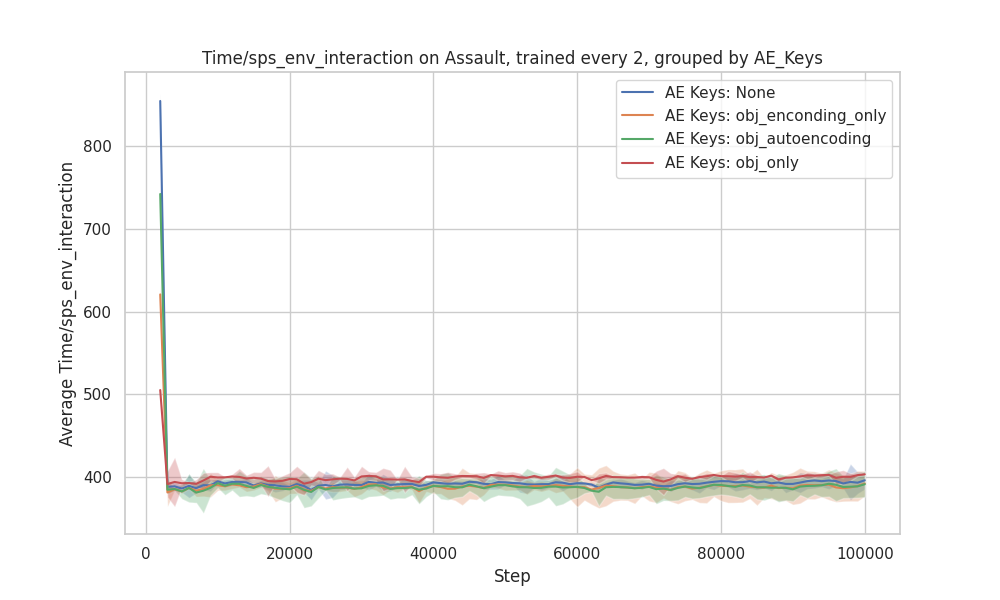 Time/sps_env_interaction on Assault, trained every 2, grouped by AE_Keys
AE Keys: None
AE Keys: obj_enconding_only
AE Keys: obj_autoencoding
AE Keys: obj_only
Average Time/sps_env_interaction
800
700
600
500
400
0 20000 40000 60000 80000 100000
Step